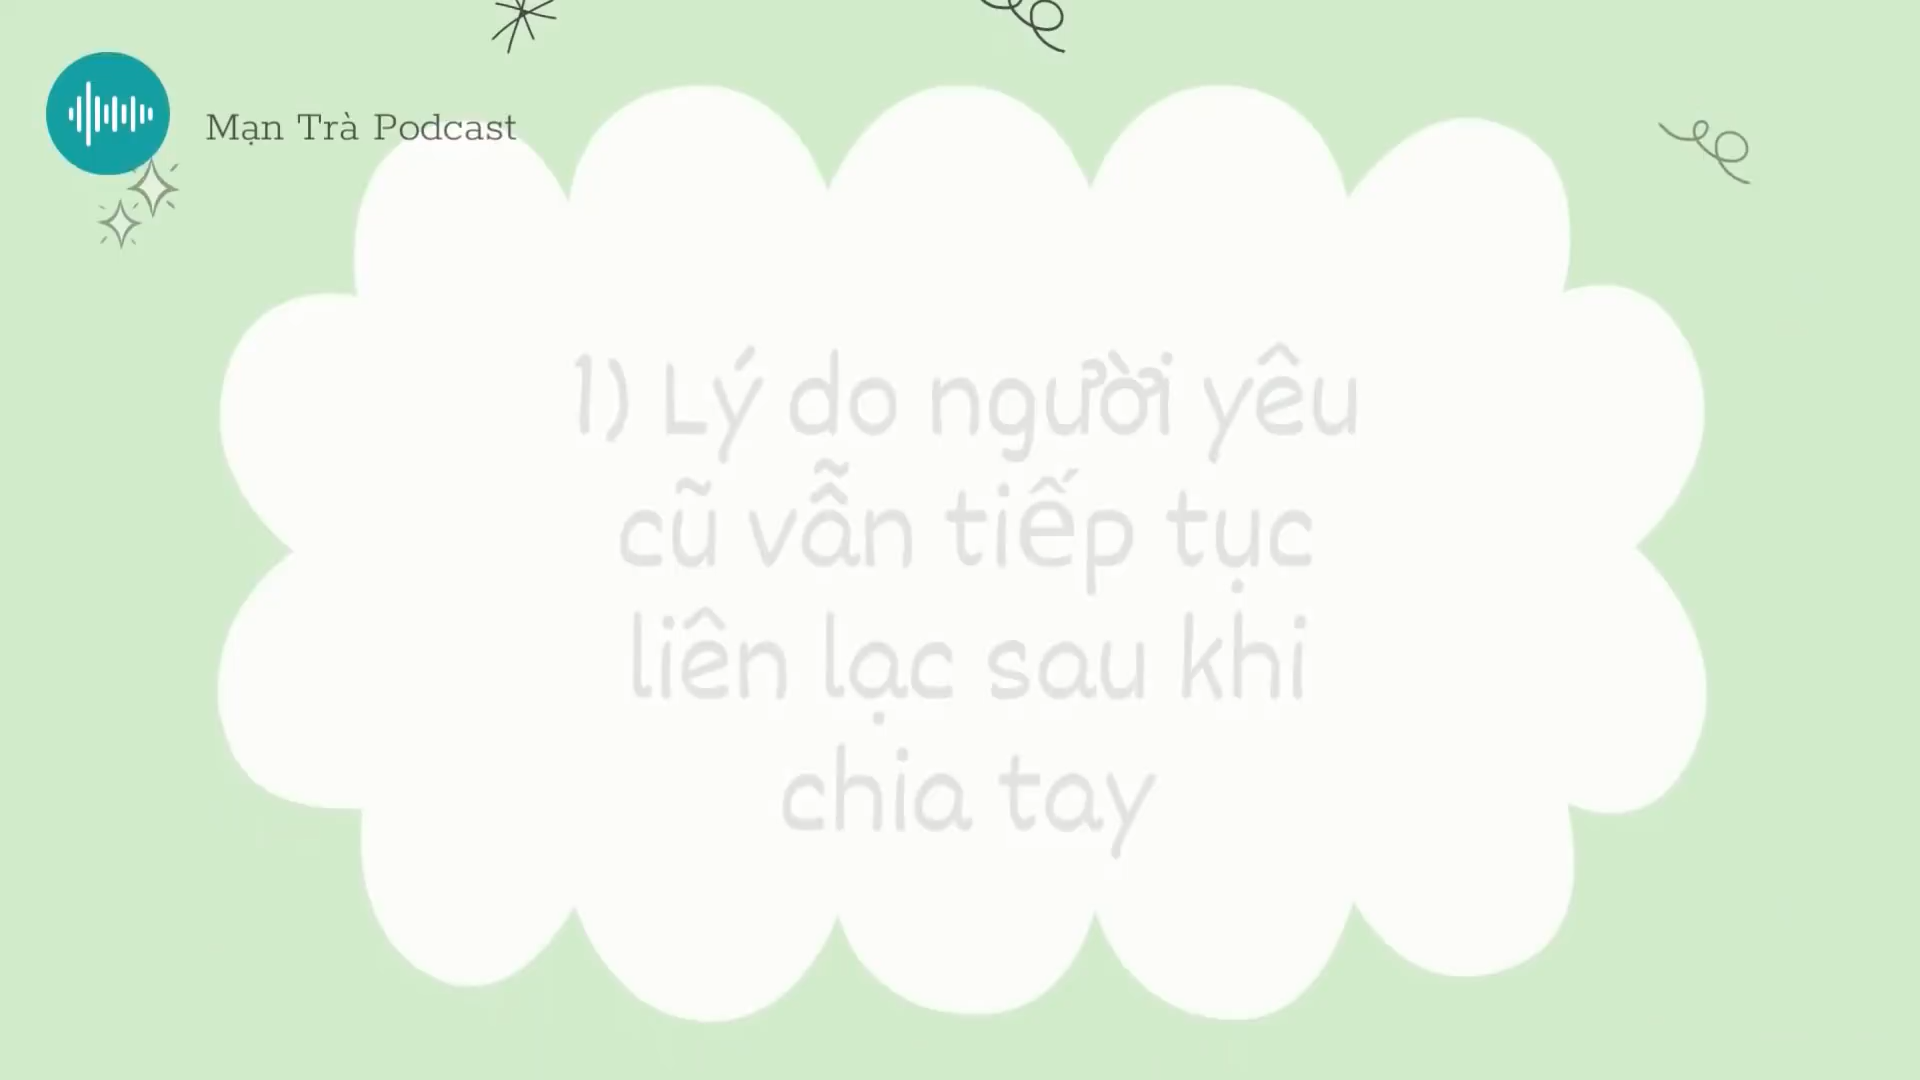 Mạn Trà Podcast
1) Lý do người yêu
cũ vẫn tiếp tục
liên lạc sau khi
chia tay